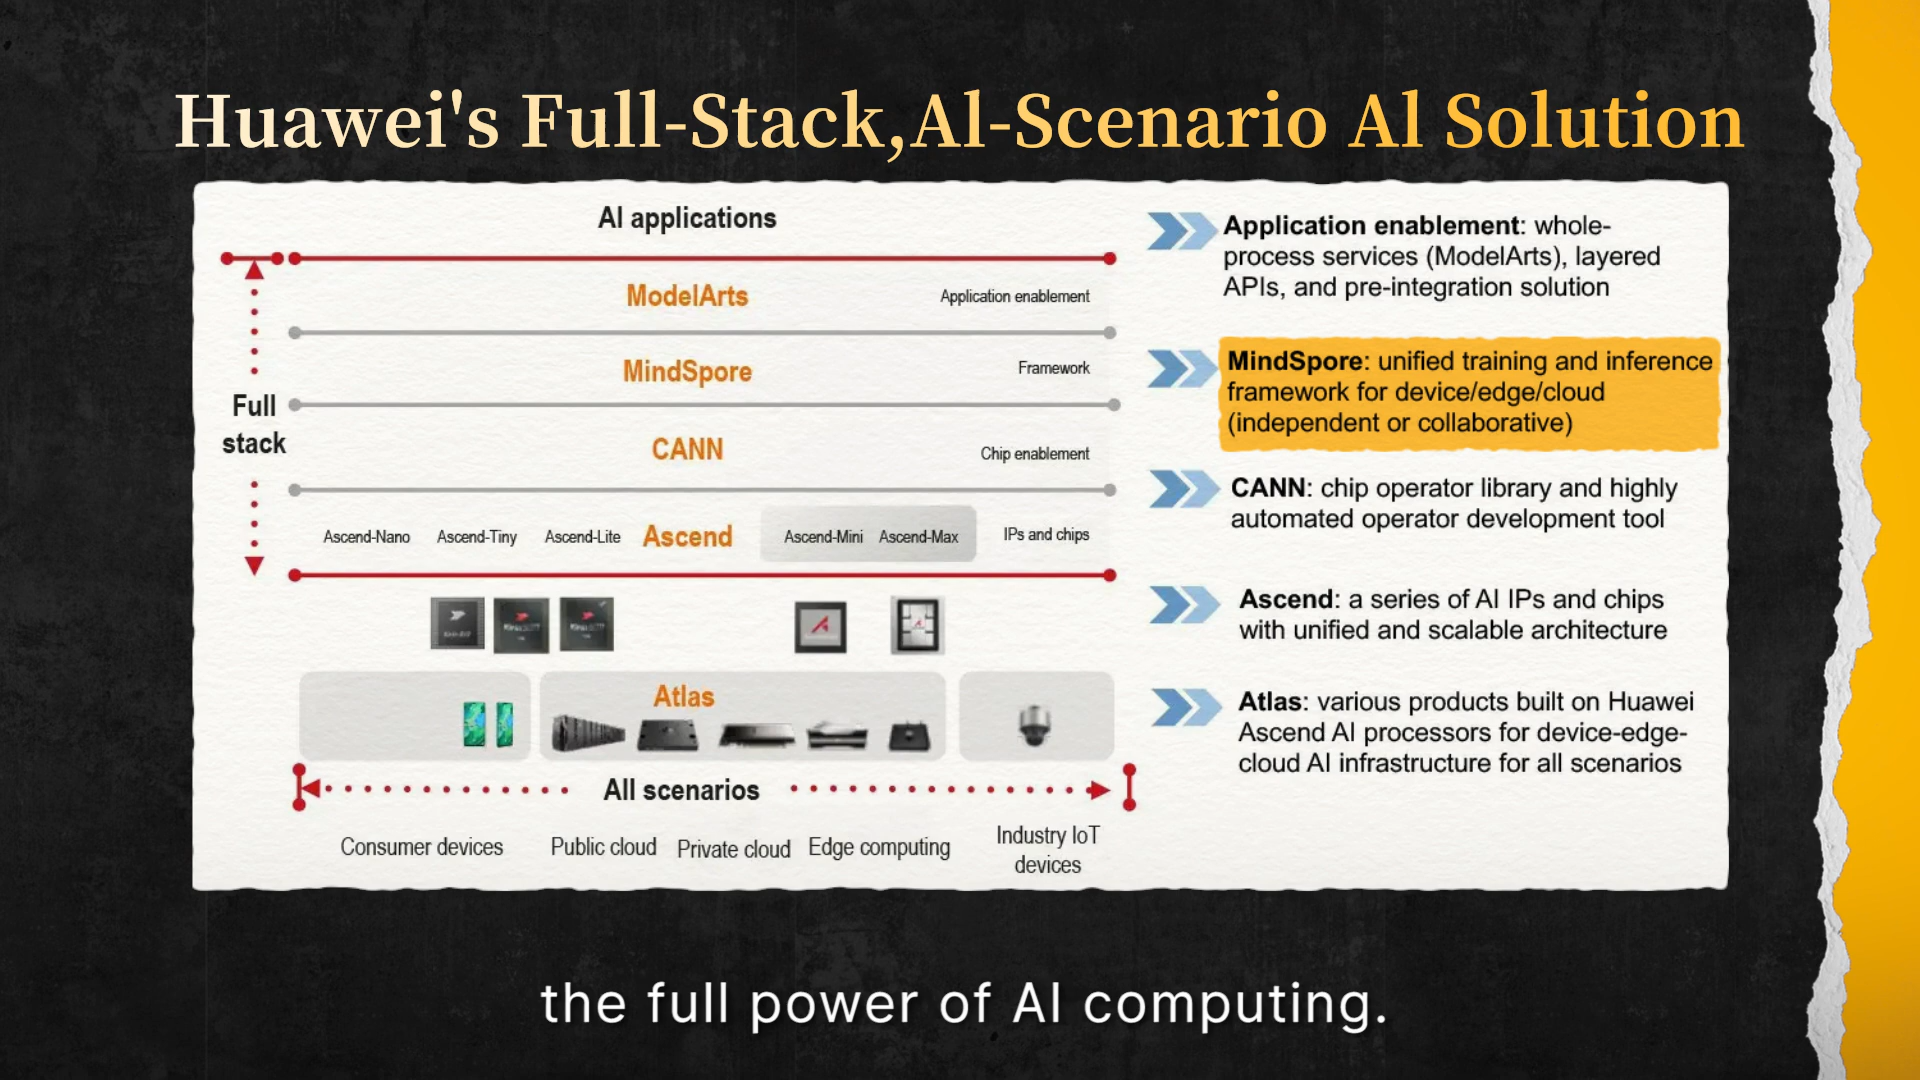 Huawei's Full-Stack,Al-Scenario Al Solution
AI applications
ModelArts
Application enablement
MindSpore
Framework
Full
stack
CANN
Chip enablement
Ascend-Nano
Ascend-Tiny
Ascend-Lite
Ascend
Ascend-Mini
Ascend-Max
IPs and chips
Atlas
All scenarios
Consumer devices
Public cloud
Private cloud
Edge computing
Industry IoT
devices
Application enablement: whole-
process services (ModelArts), layered
APIs, and pre-integration solution
MindSpore: unified training and inference
framework for device/edge/cloud
(independent or collaborative)
CANN: chip operator library and highly
automated operator development tool
Ascend: a series of AI IPs and chips
with unified and scalable architecture
Atlas: various products built on Huawei
Ascend AI processors for device-edge-
cloud AI infrastructure for all scenarios
the full power of AI computing.